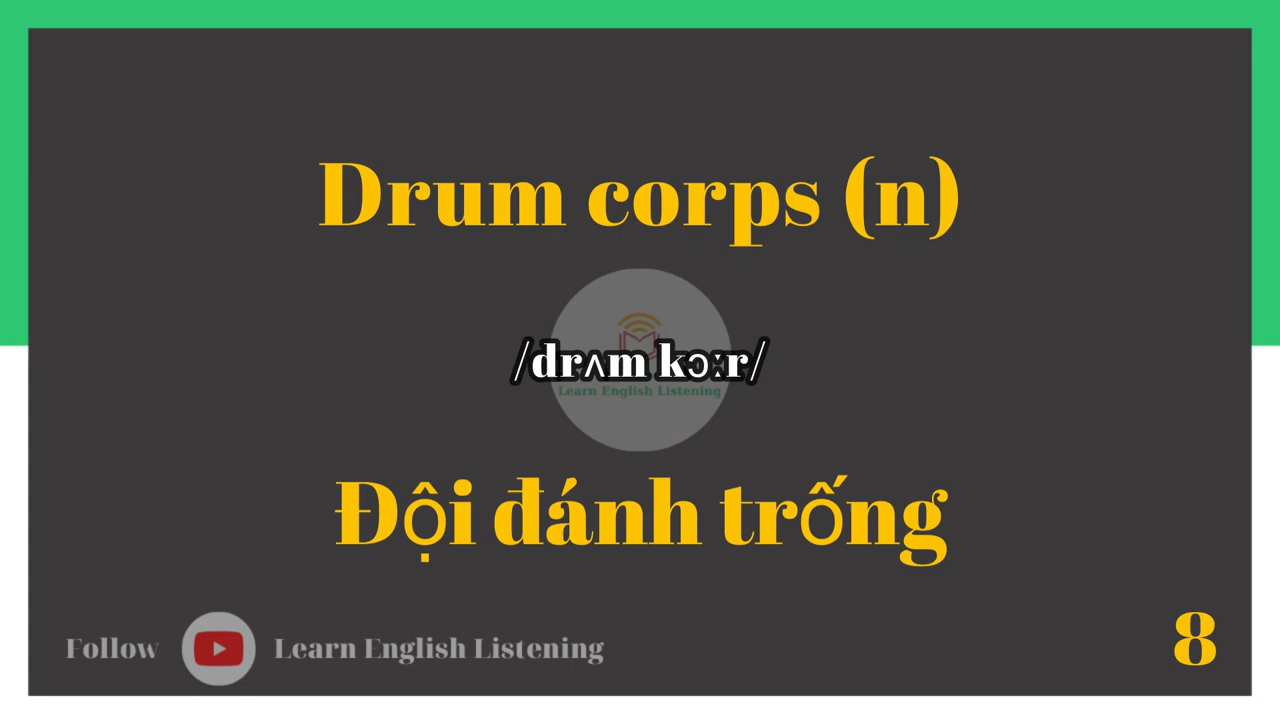 Drum corps (n)
/drʌm kɔːr/
Learn English Listening
Đội đánh trống
Follow Learn English Listening
8